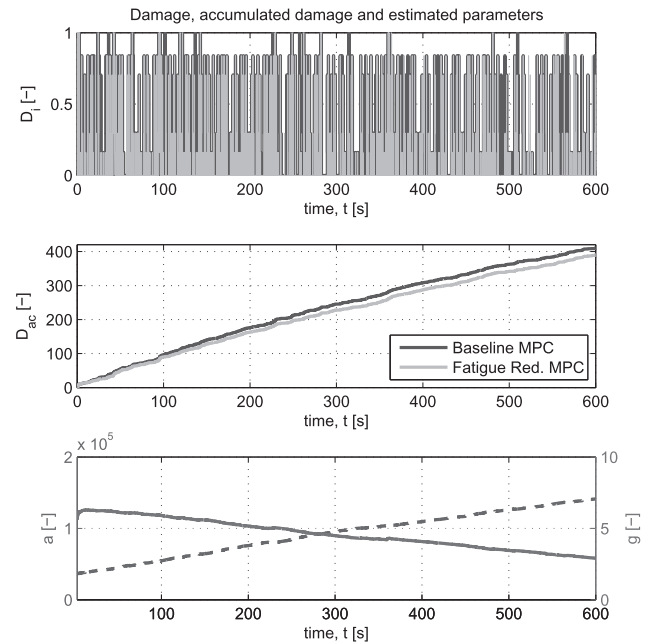 Damage, accumulated damage and estimated parameters
1
0.5
0
D_i [−]
0 100 200 300 400 500 600
time, t [s]
400
300
200
100
0
D_ac [−]
Baseline MPC
Fatigue Red. MPC
0 100 200 300 400 500 600
time, t [s]
x 10^5
2
1
0
a [−]
10
5
0
g [−]
100 200 300 400 500 600
time, t [s]